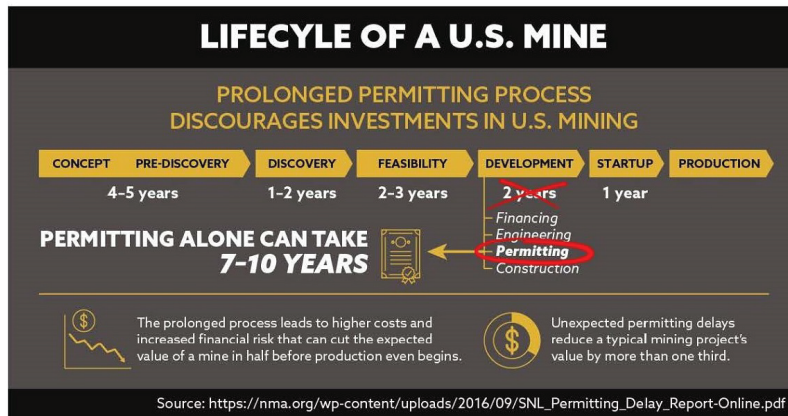 LIFECYLE OF A U.S. MINE
PROLONGED PERMITTING PROCESS
DISCOURAGES INVESTMENTS IN U.S. MINING
CONCEPT PRE-DISCOVERY DISCOVERY FEASIBILITY DEVELOPMENT STARTUP PRODUCTION
4–5 years 1–2 years 2–3 years 2 years 1 year
Financing
Engineering
Permitting
Construction
PERMITTING ALONE CAN TAKE
7–10 YEARS
The prolonged process leads to higher costs and
increased financial risk that can cut the expected
value of a mine in half before production even begins.
Unexpected permitting delays
reduce a typical mining project's
value by more than one third.
Source: https://nma.org/wp-content/uploads/2016/09/SNL_Permitting_Delay_Report-Online.pdf